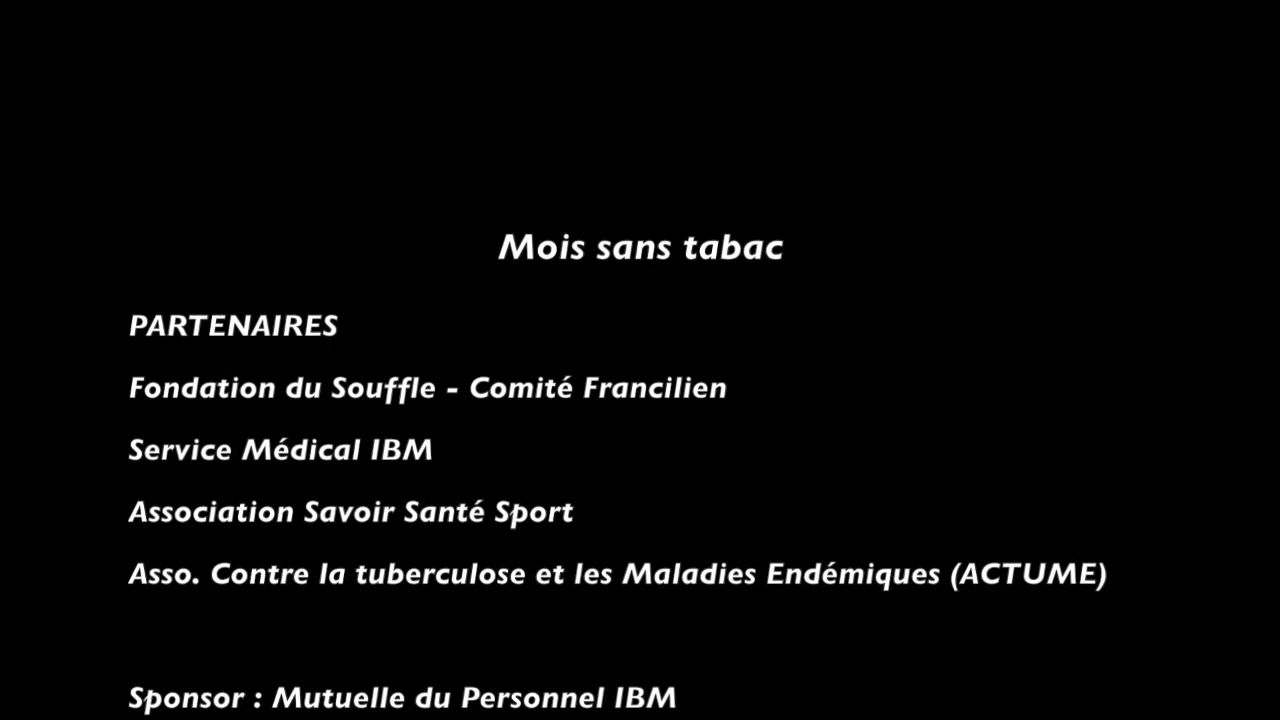 Mois sans tabac
PARTENAIRES
Fondation du Souffle - Comité Francilien
Service Médical IBM
Association Savoir Santé Sport
Asso. Contre la tuberculose et les Maladies Endémiques (ACTUME)
Sponsor : Mutuelle du Personnel IBM